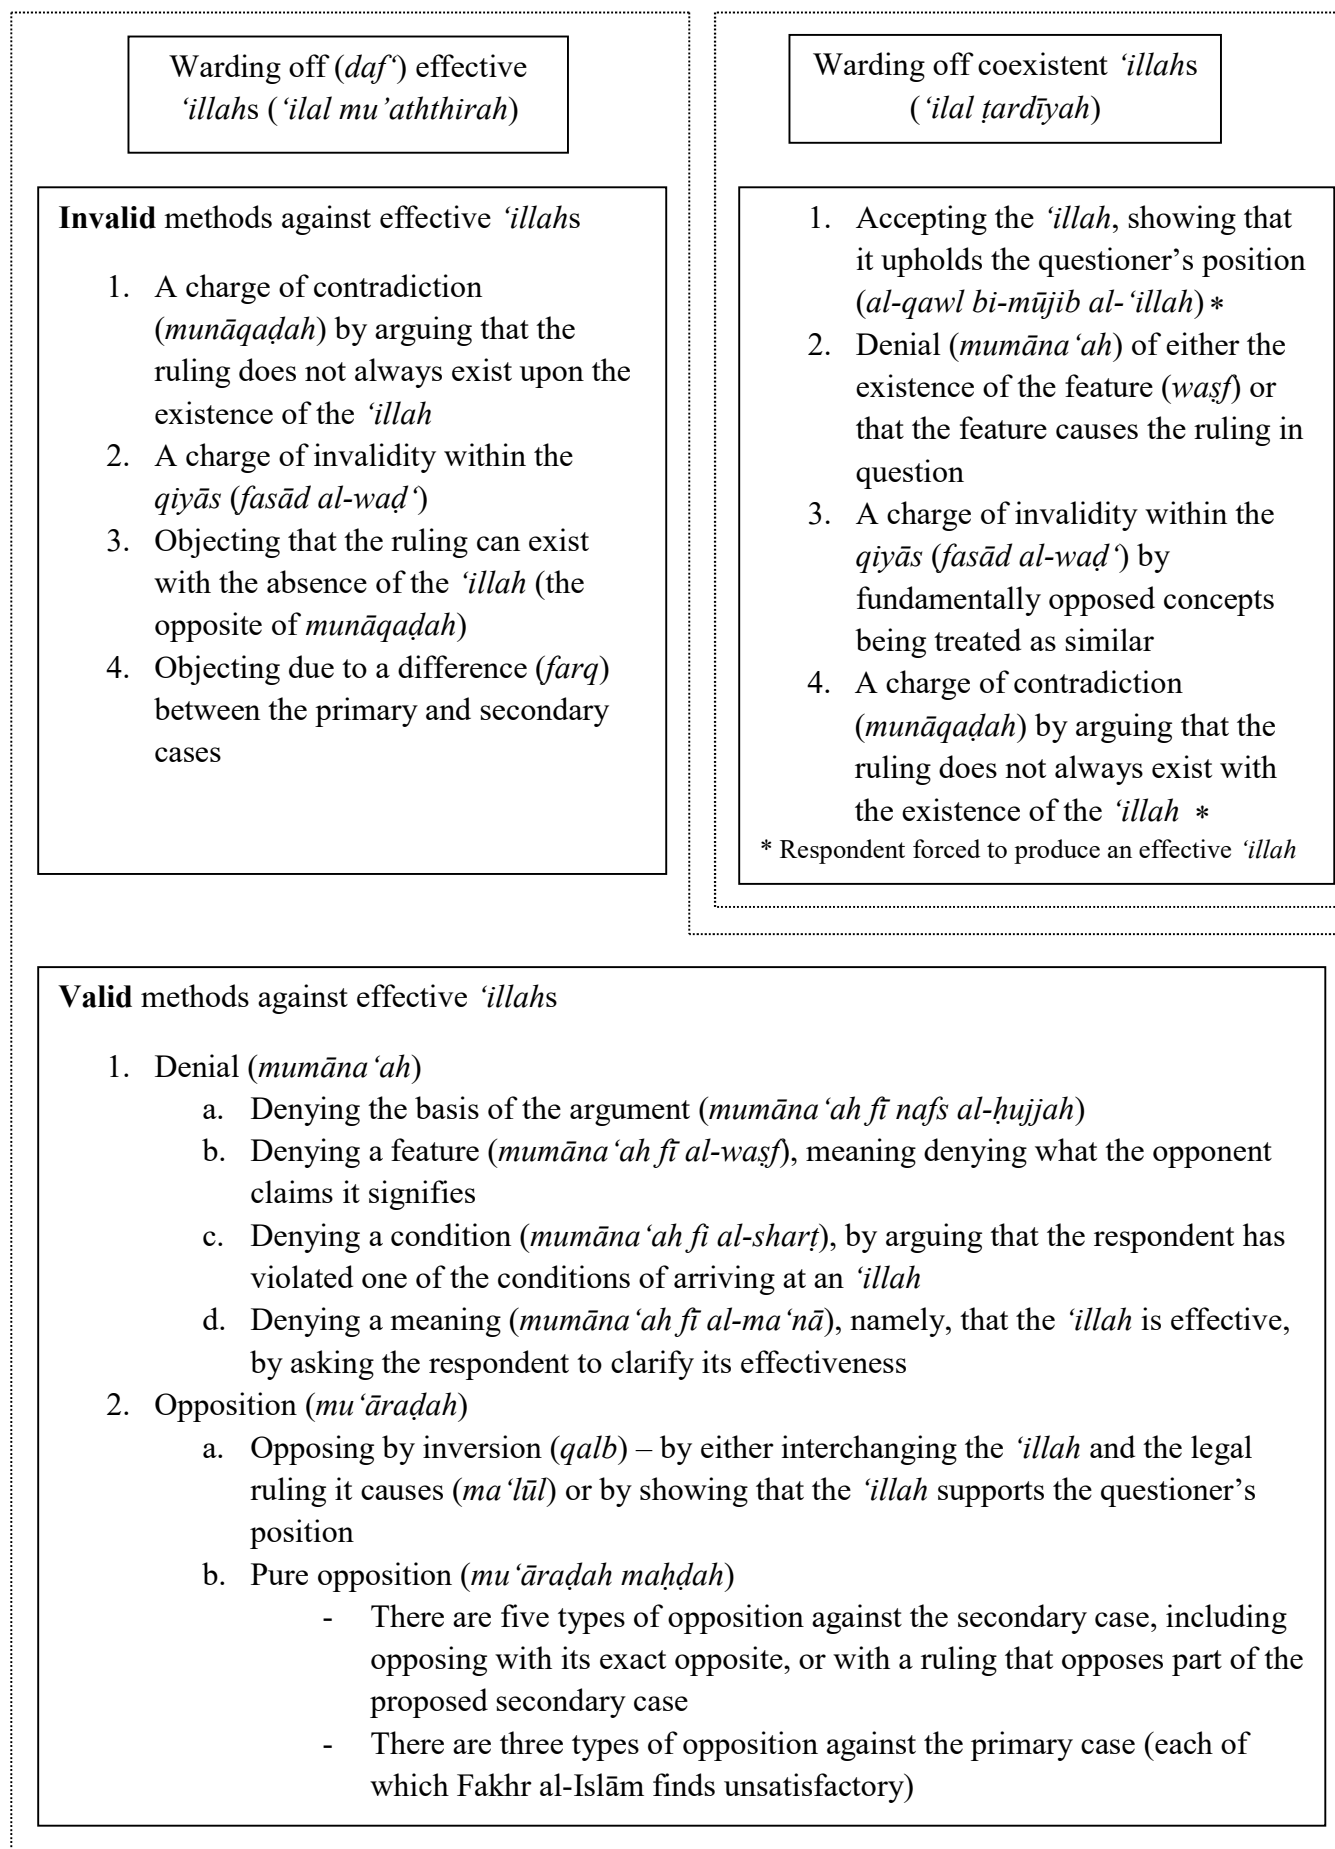 Warding off (daf‘) effective
‘illahs (‘ilal mu’aththirah)
Invalid methods against effective ‘illahs
1. A charge of contradiction
(munāqaḍah) by arguing that the
ruling does not always exist upon the
existence of the ‘illah
2. A charge of invalidity within the
qiyās (fasād al-waḍ‘)
3. Objecting that the ruling can exist
with the absence of the ‘illah (the
opposite of munāqaḍah)
4. Objecting due to a difference (farq)
between the primary and secondary
cases
Warding off coexistent ‘illahs
(‘ilal ṭardīyah)
1. Accepting the ‘illah, showing that
it upholds the questioner’s position
(al-qawl bi-mūjib al-‘illah) *
2. Denial (mumāna‘ah) of either the
existence of the feature (waṣf) or
that the feature causes the ruling in
question
3. A charge of invalidity within the
qiyās (fasād al-waḍ‘) by
fundamentally opposed concepts
being treated as similar
4. A charge of contradiction
(munāqaḍah) by arguing that the
ruling does not always exist with
the existence of the ‘illah *
* Respondent forced to produce an effective ‘illah
Valid methods against effective ‘illahs
1. Denial (mumāna‘ah)
a. Denying the basis of the argument (mumāna‘ah fī nafs al-ḥujjah)
b. Denying a feature (mumāna‘ah fī al-waṣf), meaning denying what the opponent
claims it signifies
c. Denying a condition (mumāna‘ah fi al-sharṭ), by arguing that the respondent has
violated one of the conditions of arriving at an ‘illah
d. Denying a meaning (mumāna‘ah fī al-ma‘nā), namely, that the ‘illah is effective,
by asking the respondent to clarify its effectiveness
2. Opposition (mu‘āraḍah)
a. Opposing by inversion (qalb) – by either interchanging the ‘illah and the legal
ruling it causes (ma‘lūl) or by showing that the ‘illah supports the questioner’s
position
b. Pure opposition (mu‘āraḍah maḥḍah)
- There are five types of opposition against the secondary case, including
opposing with its exact opposite, or with a ruling that opposes part of the
proposed secondary case
- There are three types of opposition against the primary case (each of
which Fakhr al-Islām finds unsatisfactory)